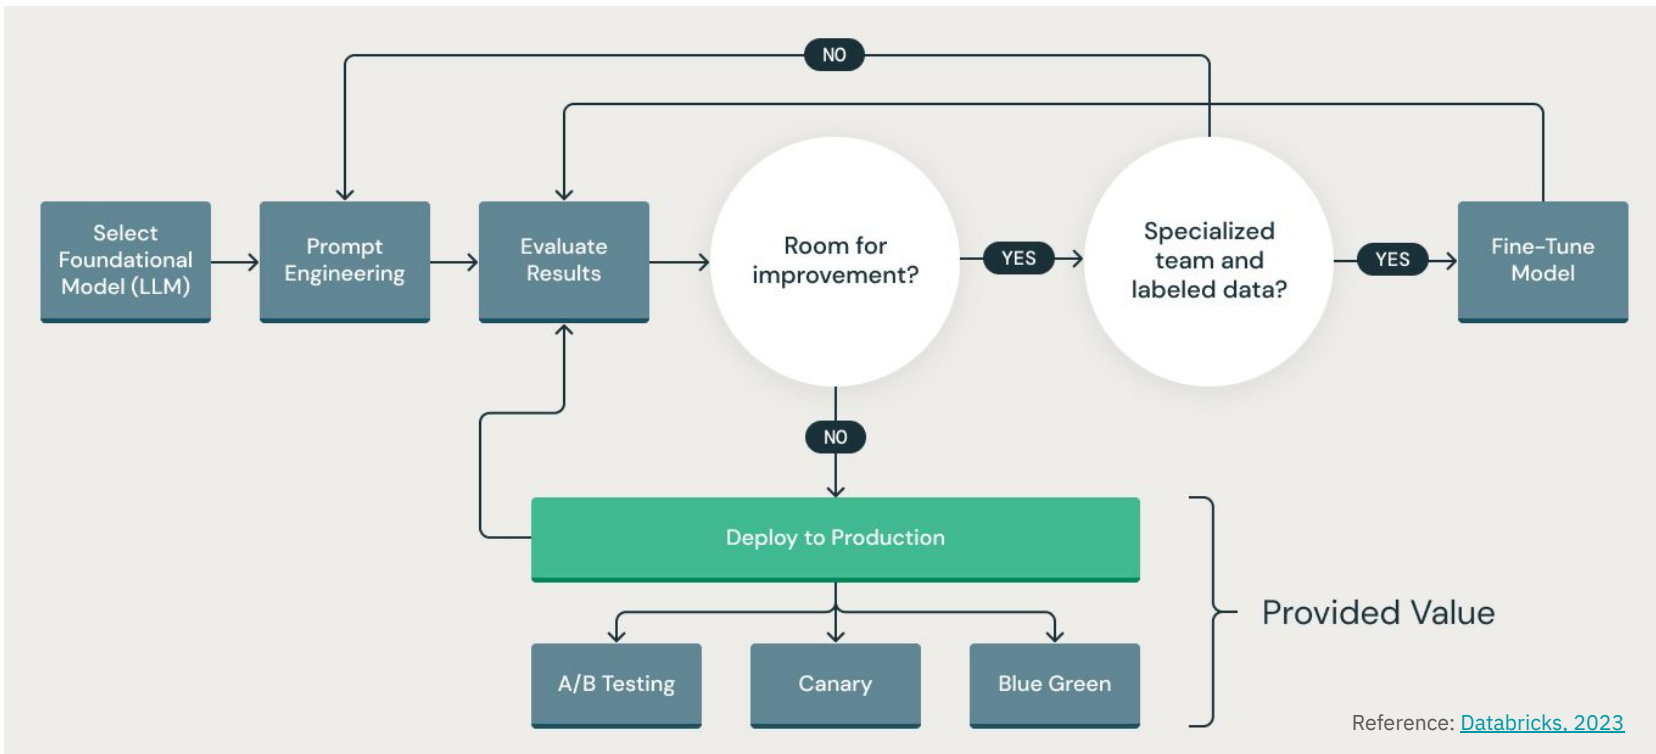 NO
Select
Foundational
Model (LLM)
Prompt
Engineering
Evaluate
Results
Room for
improvement?
YES
Specialized
team and
labeled data?
YES
Fine-Tune
Model
NO
Deploy to Production
Provided Value
A/B Testing
Canary
Blue Green
Reference: Databricks, 2023